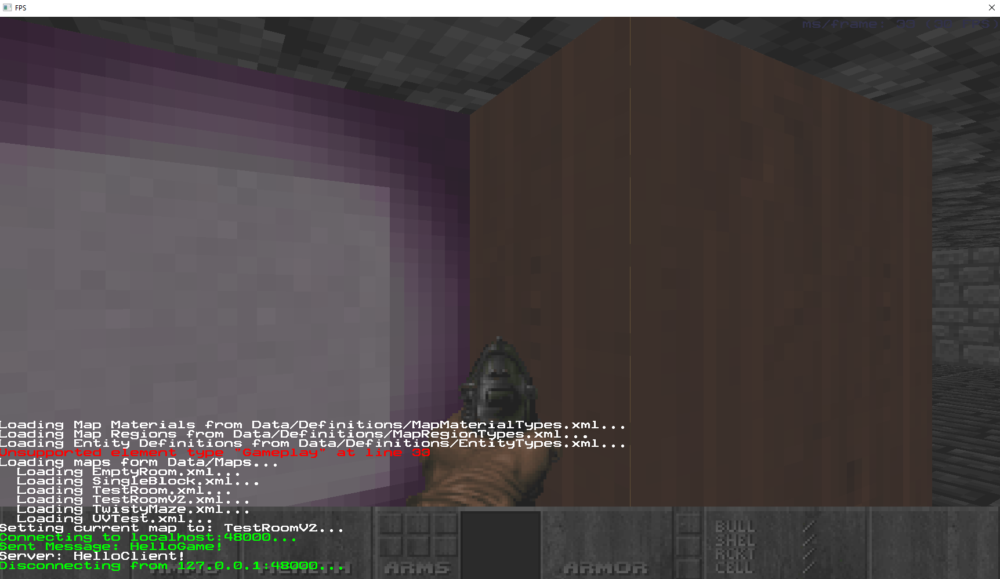 FPS
ms/frame: 33 (30 FPS)
Loading Map Materials from Data/Definitions/MapMaterialTypes.xml...
Loading Map Regions from Data/Definitions/MapRegionTypes.xml...
Loading Entity Definitions from Data/Definitions/EntityTypes.xml...
Unsupported element type "Gameplay" at line 33
Loading maps form Data/Maps...
Loading EmptyRoom.xml...
Loading SingleBlock.xml...
Loading TestRoom.xml...
Loading TestRoomV2.xml...
Loading TwistyMaze.xml...
Loading UVTest.xml...
Setting current map to: TestRoomV2...
Connecting to localhost:48000...
Sent Message: HelloGame!
Server: HelloClient!
Disconnecting from 127.0.0.1:48000...
AMMO HEALTH ARMS ARMOR
BULL /
SHEL /
RCKT /
CELL /